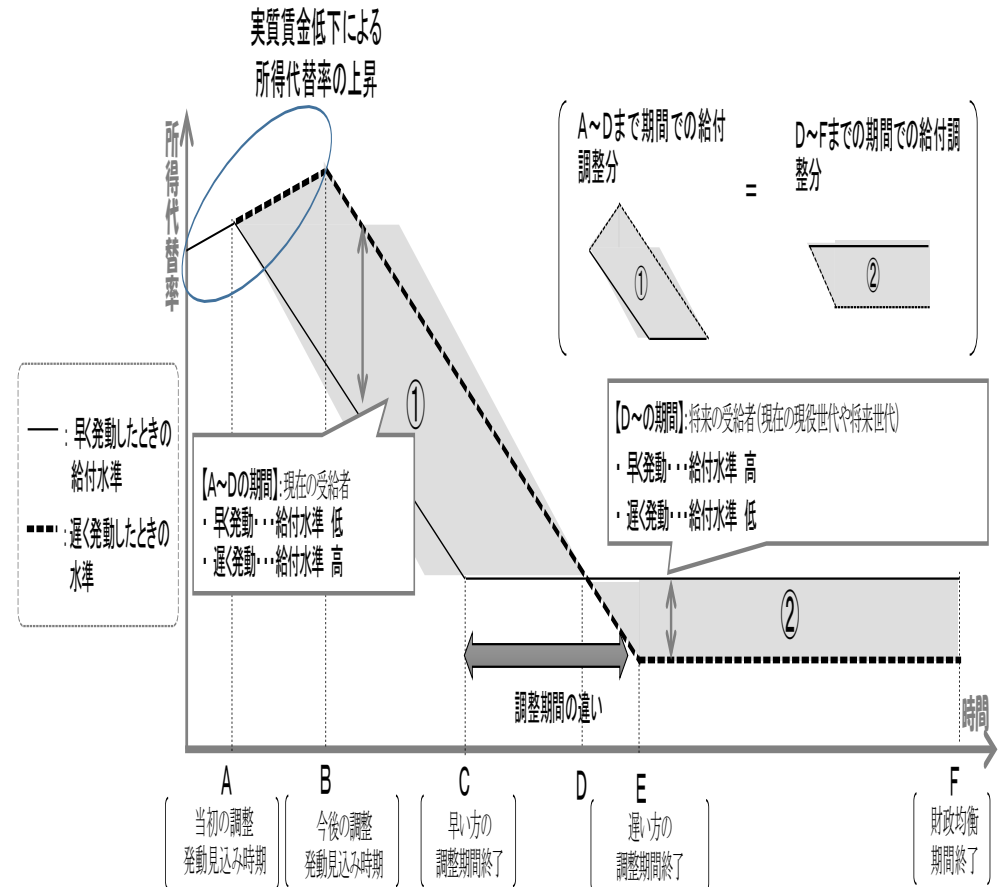 実質賃金低下による
所得代替率の上昇
所得代替率
A～Dまで期間での給付
調整分
=
D～Fまでの期間での給付調
整分
①
②
― : 早く発動したときの
給付水準
: 遅く発動したときの
水準
①
【A～Dの期間】:現在の受給者
・ 早く発動･･･給付水準 低
・ 遅く発動･･･給付水準 高
【D～の期間】:将来の受給者(現在の現役世代や将来世代)
・ 早く発動･･･給付水準 高
・ 遅く発動･･･給付水準 低
②
調整期間の違い
時間
A
B
C
D
E
F
当初の調整
発動見込み時期
今後の調整
発動見込み時期
早い方の
調整期間終了
遅い方の
調整期間終了
財政均衡
期間終了